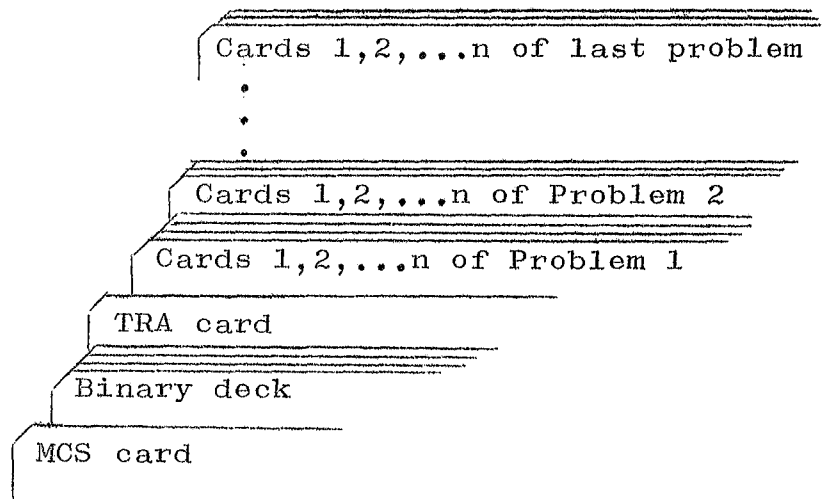 Cards 1,2,...n of last problem
Cards 1,2,...n of Problem 2
Cards 1,2,...n of Problem 1
TRA card
Binary deck
MCS card